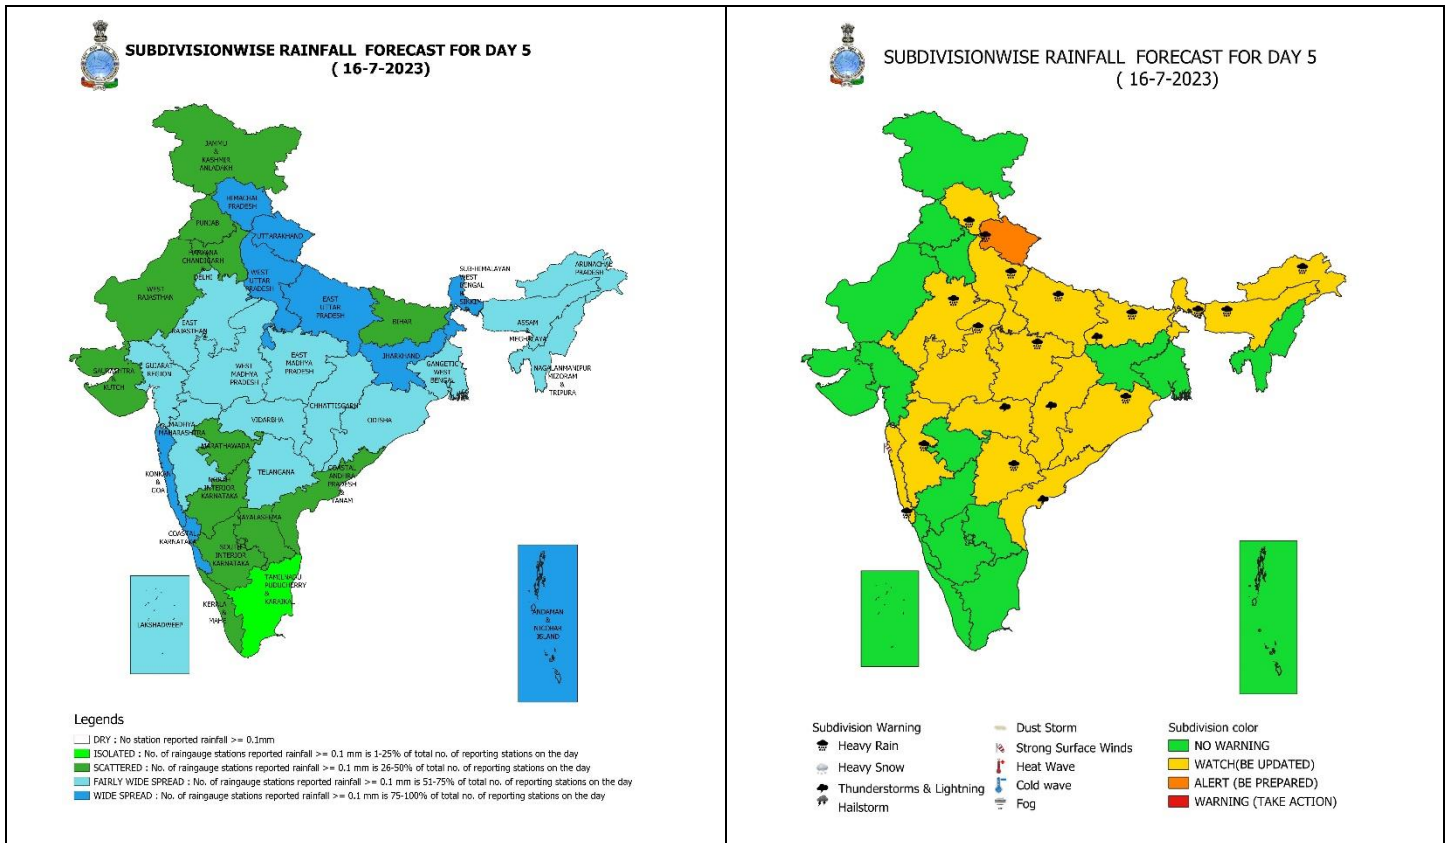 SUBDIVISIONWISE RAINFALL FORECAST FOR DAY 5
( 16-7-2023)
JAMMU
&
KASHMIR
ANLADAKH
HIMACHAL
PRADESH
PUNJAB
UTTARAKHAND
HARYANA
CHANDIGARH
&
DELHI
WEST
UTTAR
PRADESH
WEST
RAJASTHAN
EAST
UTTAR
PRADESH
EAST
RAJASTHAN
EAST
UTTAR
PRADESH
BIHAR
SUB-HIMALAYAN
WEST
BENGAL
&
SIKKIM
ARUNACHAL
PRADESH
ASSAM
&
MEGHALAYA
NAGALANMANIPUR
MIZORAM
&
TRIPURA
SAURASHTRA
&
KUTCH
GUJARAT
REGION
WEST
MADHYA
PRADESH
EAST
MADHYA
PRADESH
JHARKHAND
GANGETIC
WEST
BENGAL
CHHATTISGARH
ODISHA
VIDARBHA
MADHYA
MAHARASHTRA
MARATHAWADA
TELANGANA
KONKAN
&
GOA
NORTH
INTERIOR
KARNATAKA
COASTAL
ANDHRA
PRADESH
&
YANAM
RAYALASEEMA
COASTAL
KARNATAKA
SOUTH
INTERIOR
KARNATAKA
TAMILNADU
PUDUCHERRY
&
KARAIKAL
KERALA
&
MAHE
LAKSHADWEEP
ANDAMAN
&
NICOBAR
ISLAND
Legends
DRY : No station reported rainfall >= 0.1mm
ISOLATED : No. of raingauge stations reported rainfall >= 0.1 mm is 1-25% of total no. of reporting stations on the day
SCATTERED : No. of raingauge stations reported rainfall >= 0.1 mm is 26-50% of total no. of reporting stations on the day
FAIRLY WIDE SPREAD : No. of raingauge stations reported rainfall >= 0.1 mm is 51-75% of total no. of reporting stations on the day
WIDE SPREAD : No. of raingauge stations reported rainfall >= 0.1 mm is 75-100% of total no. of reporting stations on the day
SUBDIVISIONWISE RAINFALL FORECAST FOR DAY 5
( 16-7-2023)
Subdivision Warning
Heavy Rain
Heavy Snow
Thunderstorms & Lightning
Hailstorm
Dust Storm
Strong Surface Winds
Heat Wave
Cold wave
Fog
Subdivision color
NO WARNING
WATCH(BE UPDATED)
ALERT (BE PREPARED)
WARNING (TAKE ACTION)